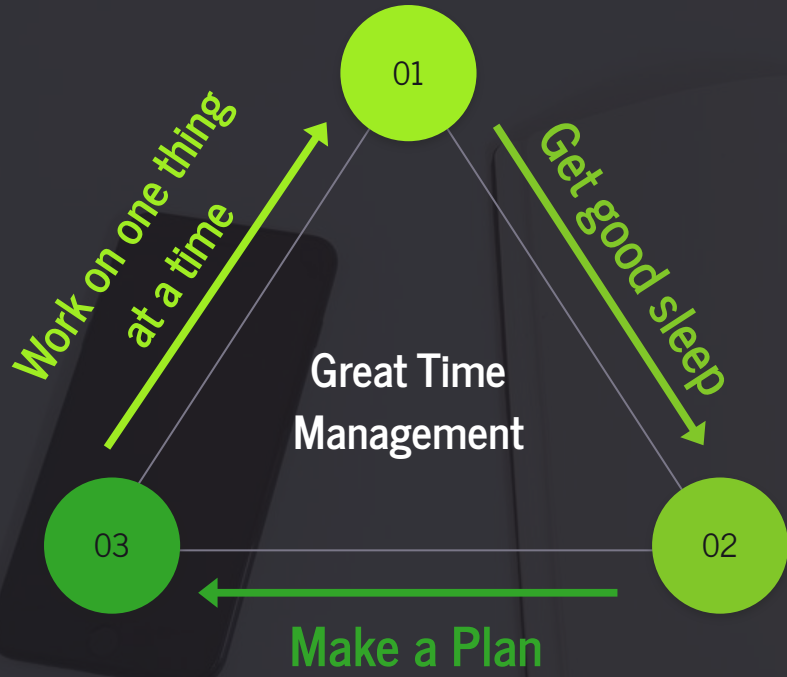 01
Work on one thing
at a time
Get good sleep
Great Time
Management
03
02
Make a Plan